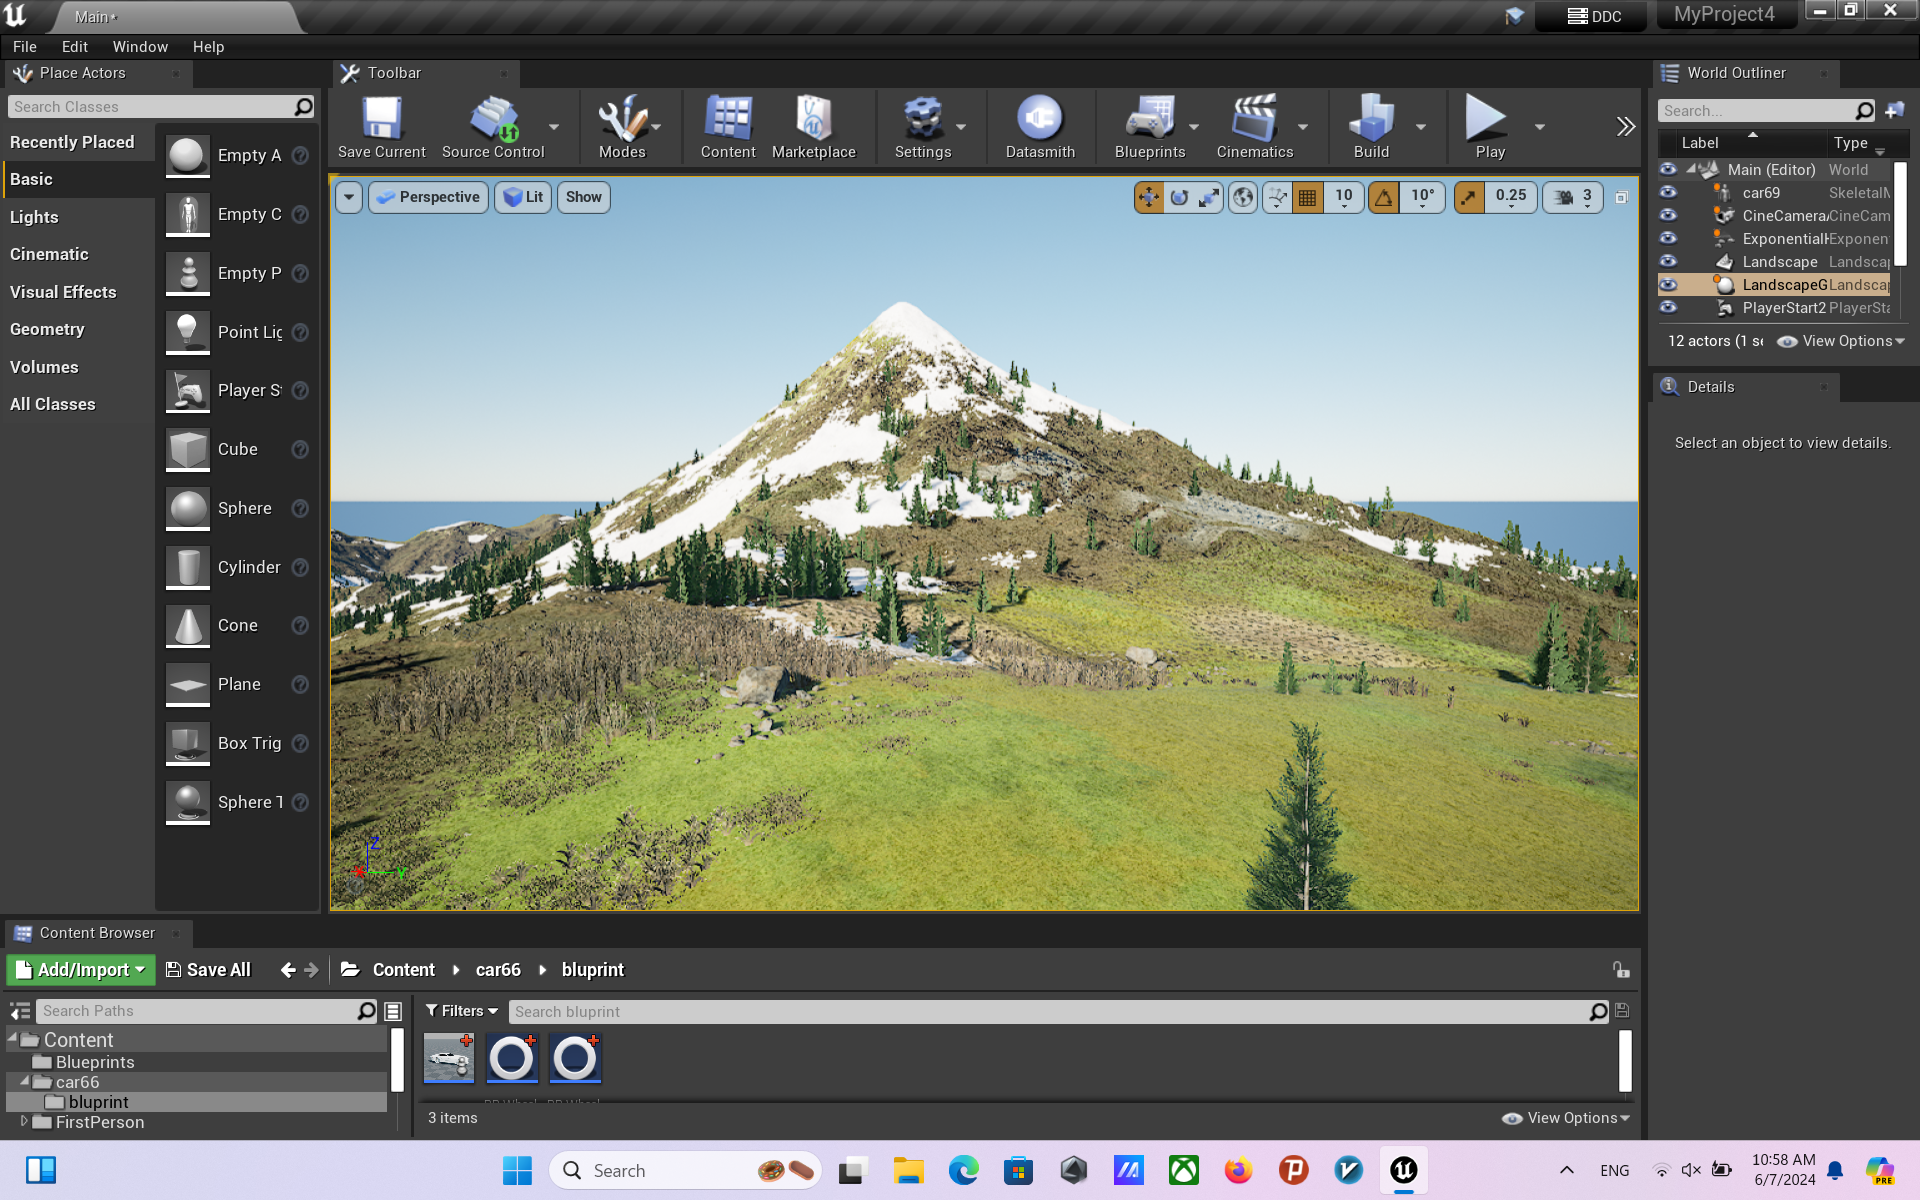 Main*
DDC
MyProject4
File Edit Window Help
Place Actors
Search Classes
Recently Placed
Basic
Lights
Cinematic
Visual Effects
Geometry
Volumes
All Classes
Empty A
Empty C
Empty P
Point Lig
Player St
Cube
Sphere
Cylinder
Cone
Plane
Box Trig
Sphere T
Toolbar
Save Current
Source Control
Modes
Content
Marketplace
Settings
Datasmith
Blueprints
Cinematics
Build
Play
Perspective
Lit
Show
10
10°
0.25
3
Z
X
Y
World Outliner
Search...
Label Type
Main (Editor) World
car69 SkeletalM
CineCameraA CineCam
ExponentialH Exponen
Landscape Landscap
LandscapeG Landscap
PlayerStart2 PlayerSta
12 actors (1 se
View Options
Details
Select an object to view details.
Content Browser
Add/Import
Save All
Content
car66
bluprint
Search Paths
Content
Blueprints
car66
bluprint
FirstPerson
Filters
Search bluprint
3 items
View Options
Search
ENG
10:58 AM
6/7/2024
PRE